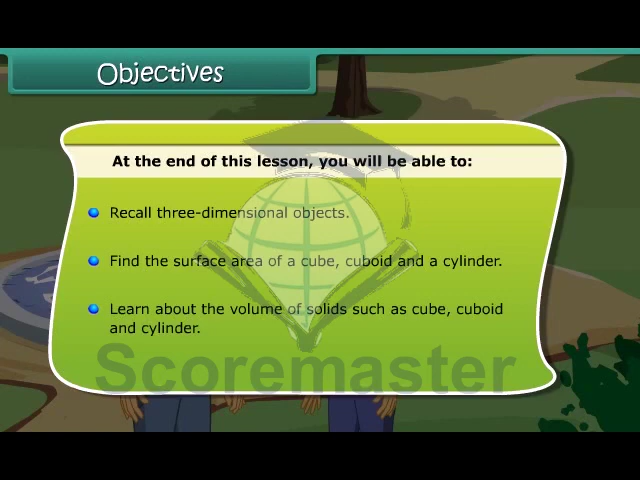 Objectives
At the end of this lesson, you will be able to:
Recall three-dimensional objects.
Find the surface area of a cube, cuboid and a cylinder.
Learn about the volume of solids such as cube, cuboid
and cylinder.
Scoremaster